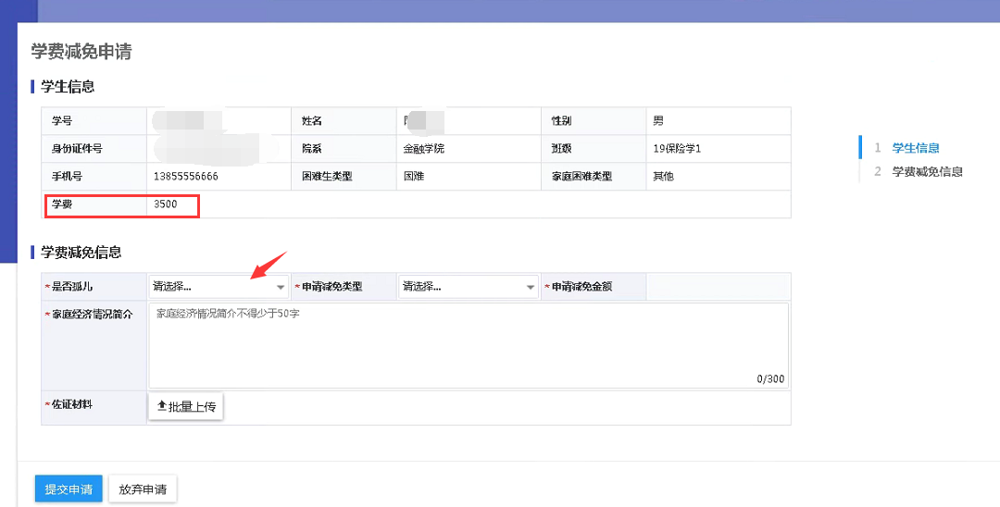 学费减免申请
学生信息
学号 姓名 性别 男
身份证件号 院系 金融学院 班级 19保险学1
手机号 13855556666 困难生类型 困难 家庭困难类型 其他
学费 3500
1 学生信息
2 学费减免信息
学费减免信息
*是否孤儿 请选择... *申请减免类型 请选择... *申请减免金额
*家庭经济情况简介 家庭经济情况简介不得少于50字
0/300
*佐证材料 批量上传
提交申请 放弃申请